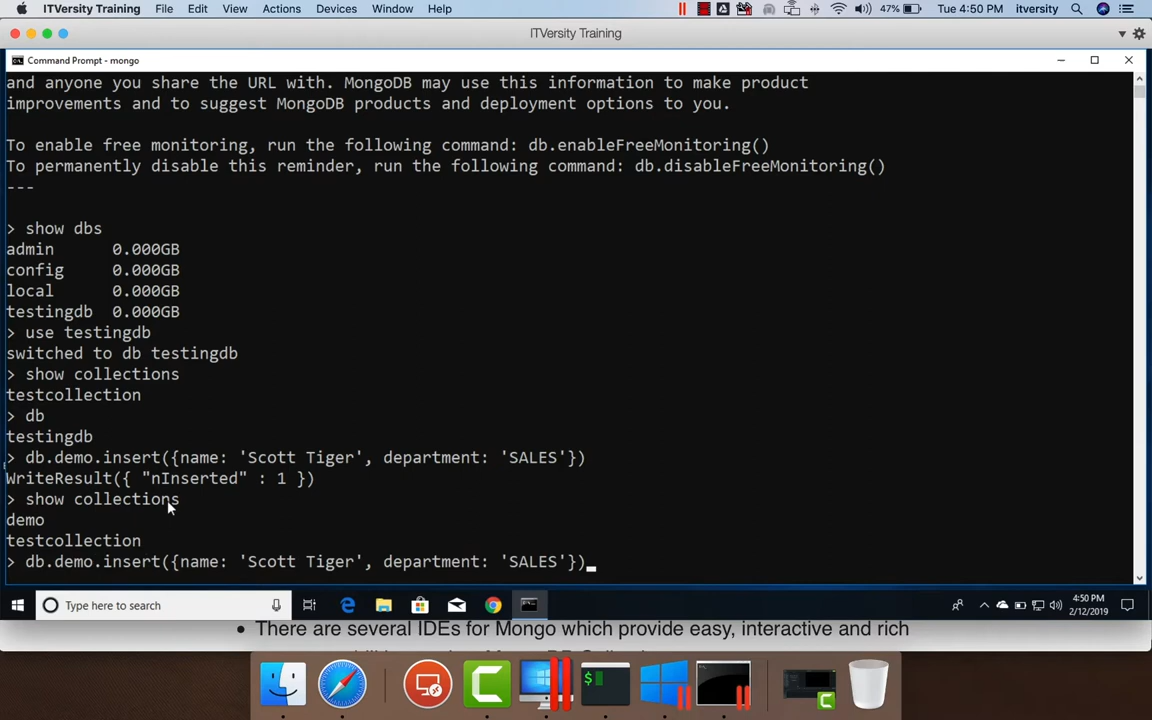 ITVersity Training File Edit View Actions Devices Window Help 47% Tue 4:50 PM itversity
ITVersity Training
Command Prompt - mongo
and anyone you share the URL with. MongoDB may use this information to make product
improvements and to suggest MongoDB products and deployment options to you.
To enable free monitoring, run the following command: db.enableFreeMonitoring()
To permanently disable this reminder, run the following command: db.disableFreeMonitoring()
---
> show dbs
admin 0.000GB
config 0.000GB
local 0.000GB
testingdb 0.000GB
> use testingdb
switched to db testingdb
> show collections
testcollection
> db
testingdb
> db.demo.insert({name: 'Scott Tiger', department: 'SALES'})
WriteResult({ "nInserted" : 1 })
> show collections
demo
testcollection
> db.demo.insert({name: 'Scott Tiger', department: 'SALES'})
Type here to search 4:50 PM
2/12/2019
• There are several IDEs for Mongo which provide easy, interactive and rich